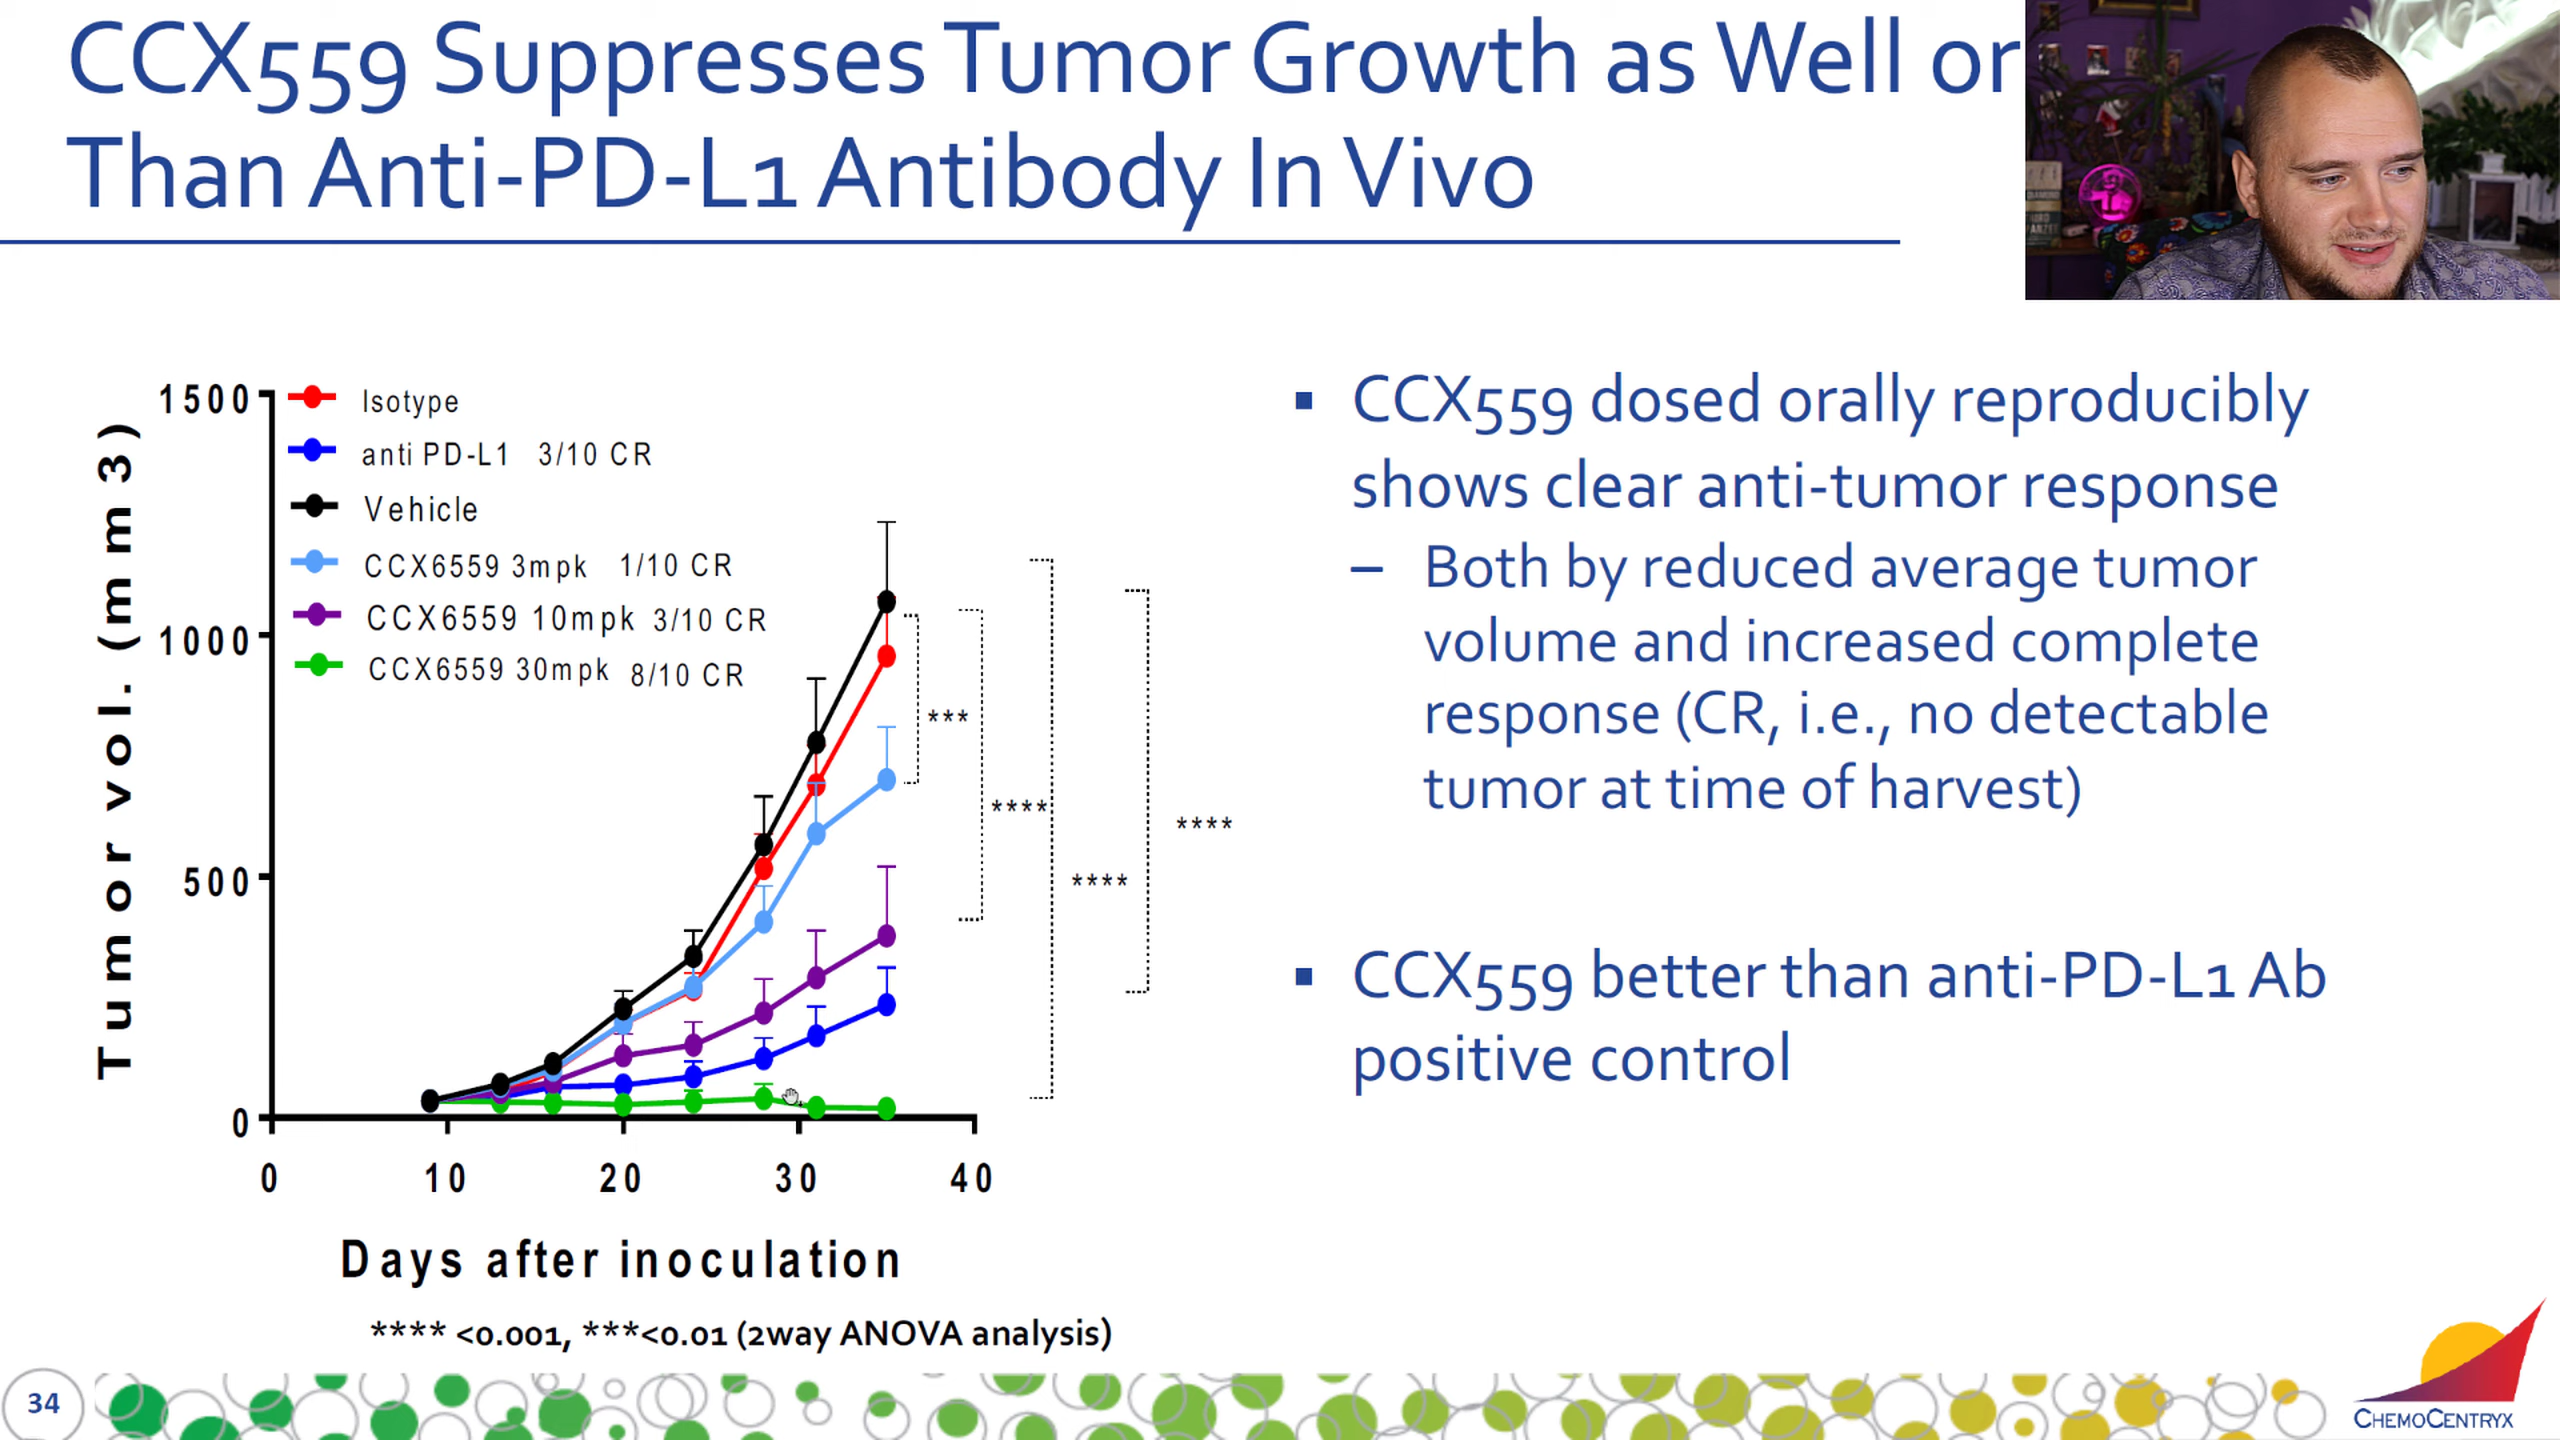 CCX559 Suppresses Tumor Growth as Well or
Than Anti-PD-L1 Antibody In Vivo
Tumor vol. (mm3)
1500
1000
500
0
Isotype
anti PD-L1 3/10 CR
Vehicle
CCX6559 3mpk 1/10 CR
CCX6559 10mpk 3/10 CR
CCX6559 30mpk 8/10 CR
***
****
****
****
0 10 20 30 40
Days after inoculation
**** <0.001, ***<0.01 (2way ANOVA analysis)
▪ CCX559 dosed orally reproducibly
shows clear anti-tumor response
– Both by reduced average tumor
volume and increased complete
response (CR, i.e., no detectable
tumor at time of harvest)
▪ CCX559 better than anti-PD-L1 Ab
positive control
34
CHEMOCENTRYX